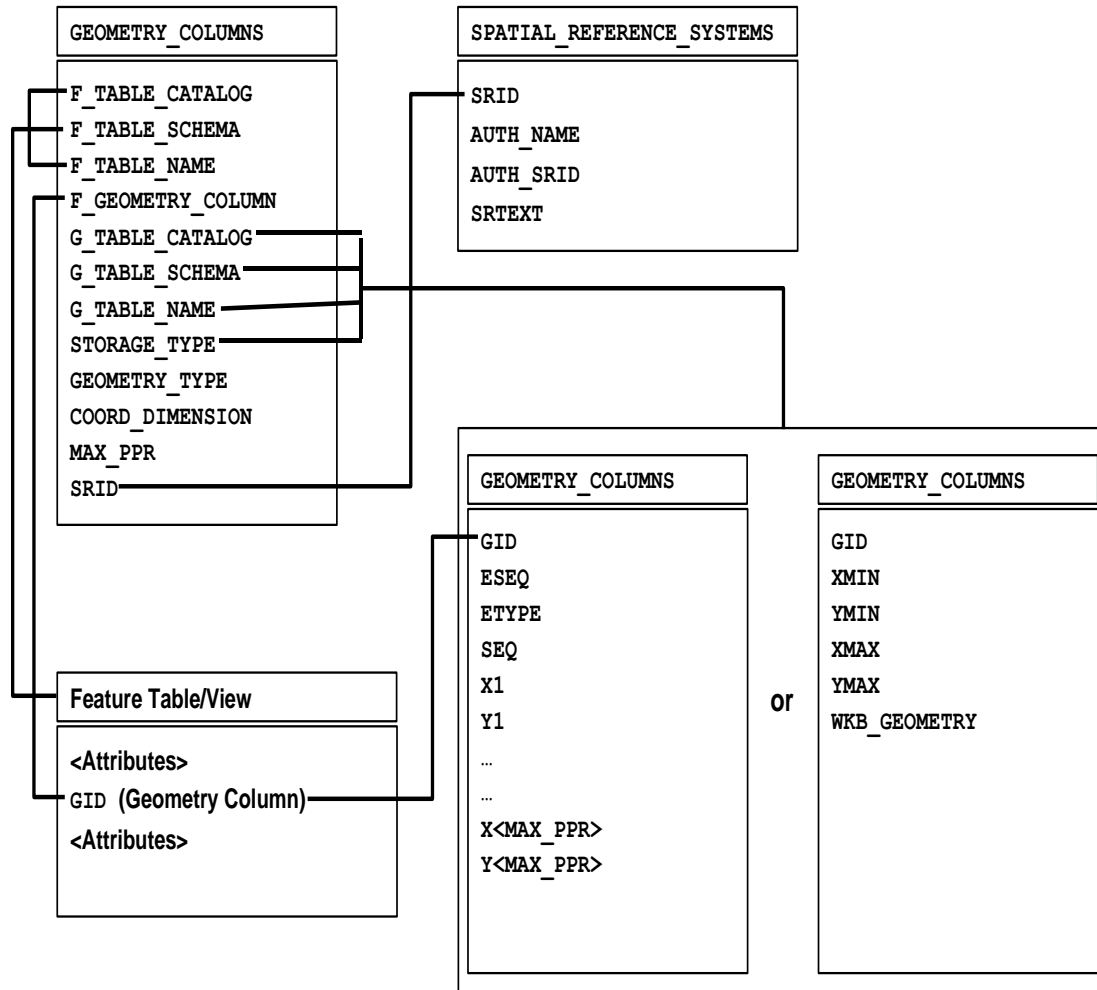 GEOMETRY_COLUMNS
F_TABLE_CATALOG
F_TABLE_SCHEMA
F_TABLE_NAME
F_GEOMETRY_COLUMN
G_TABLE_CATALOG
G_TABLE_SCHEMA
G_TABLE_NAME
STORAGE_TYPE
GEOMETRY_TYPE
COORD_DIMENSION
MAX_PPR
SRID
SPATIAL_REFERENCE_SYSTEMS
SRID
AUTH_NAME
AUTH_SRID
SRTEXT
Feature Table/View
<Attributes>
GID (Geometry Column)
<Attributes>
GEOMETRY_COLUMNS
GID
ESEQ
ETYPE
SEQ
X1
Y1
…
…
X<MAX_PPR>
Y<MAX_PPR>
or
GEOMETRY_COLUMNS
GID
XMIN
YMIN
XMAX
YMAX
WKB_GEOMETRY